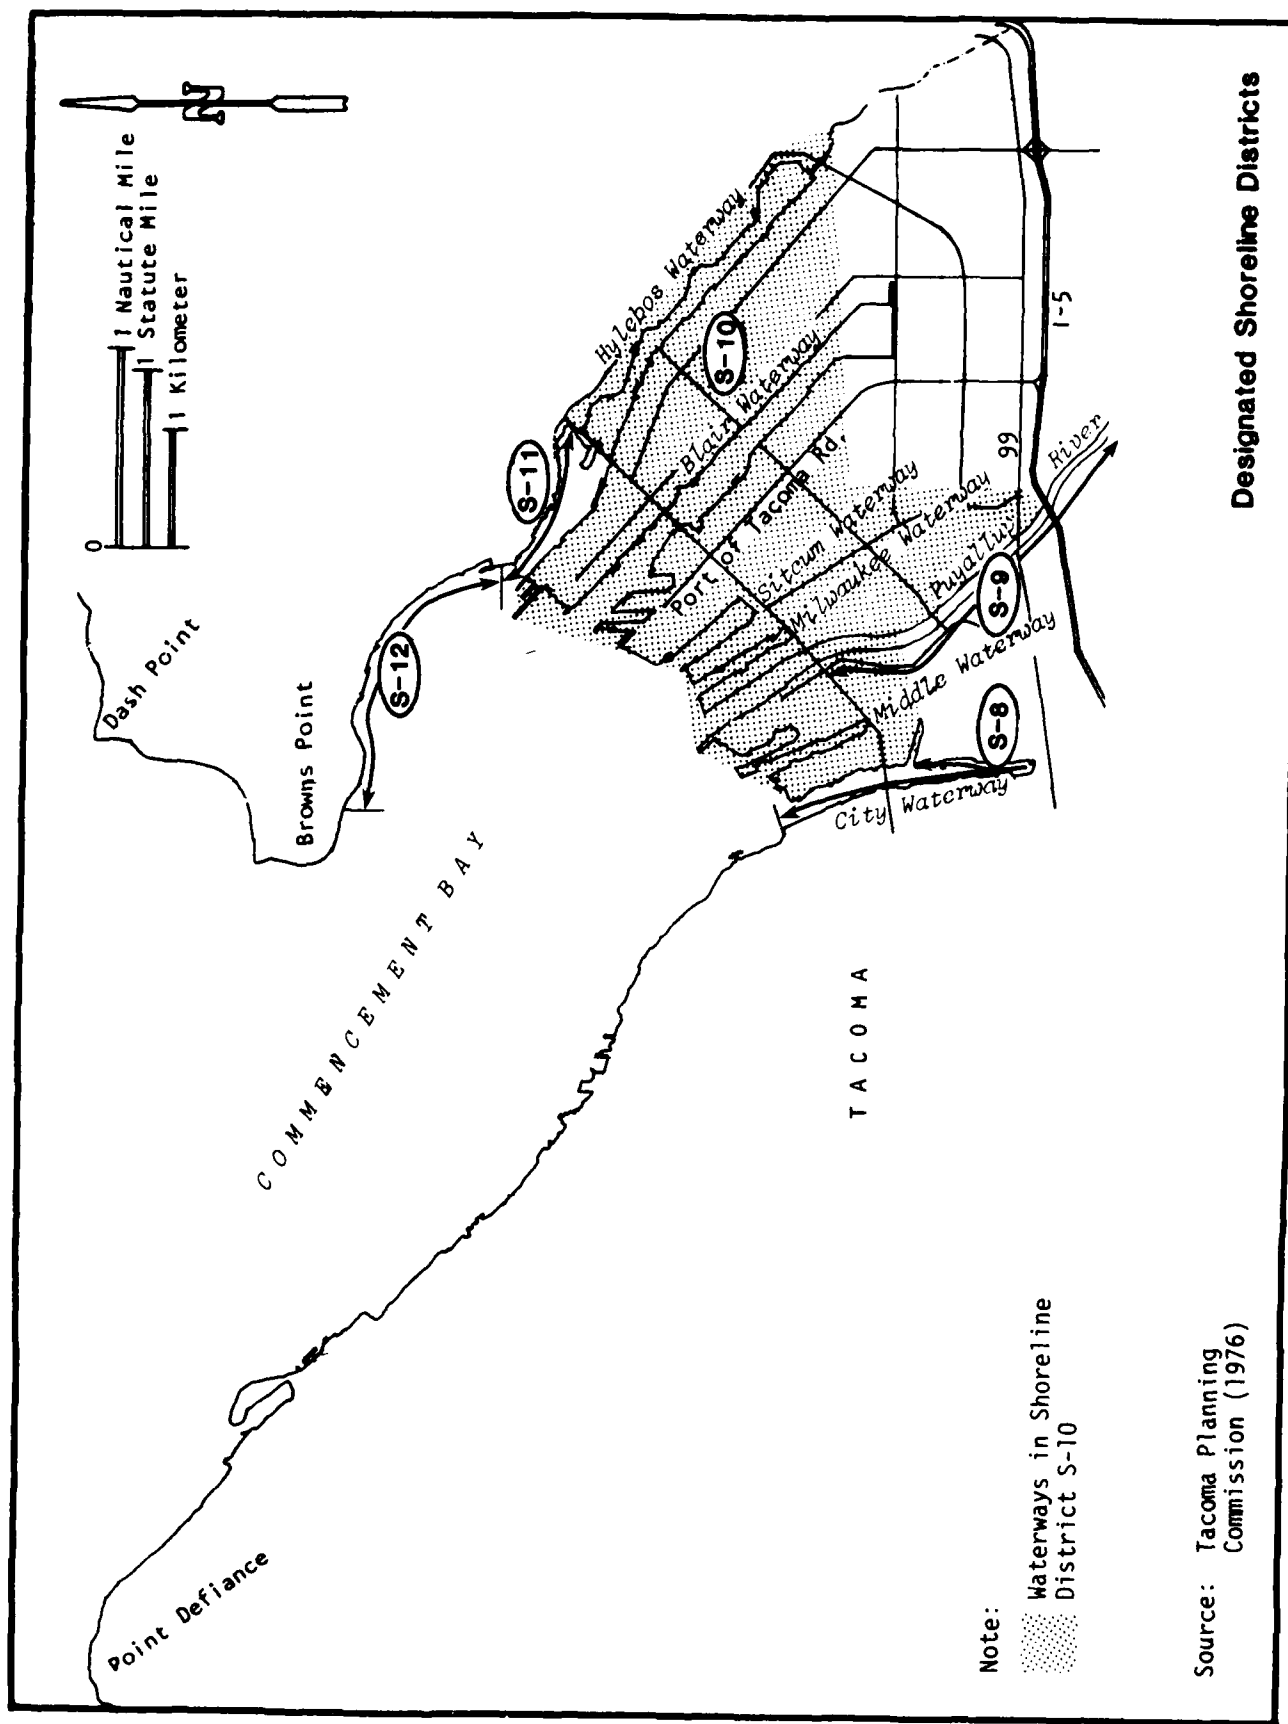 0
1 Nautical Mile
1 Statute Mile
1 Kilometer
N
Dash Point
Browns Point
S-12
S-11
Hylebos Waterway
S-10
Blair Waterway
Port of Tacoma Rd.
Sitcum Waterway
Milwaukee Waterway
Puyallup River
S-9
Middle Waterway
S-8
City Waterway
99
I-5
COMMENCEMENT BAY
TACOMA
Point Defiance
Note:
Waterways in Shoreline
District S-10
Source: Tacoma Planning
Commission (1976)
Designated Shoreline Districts